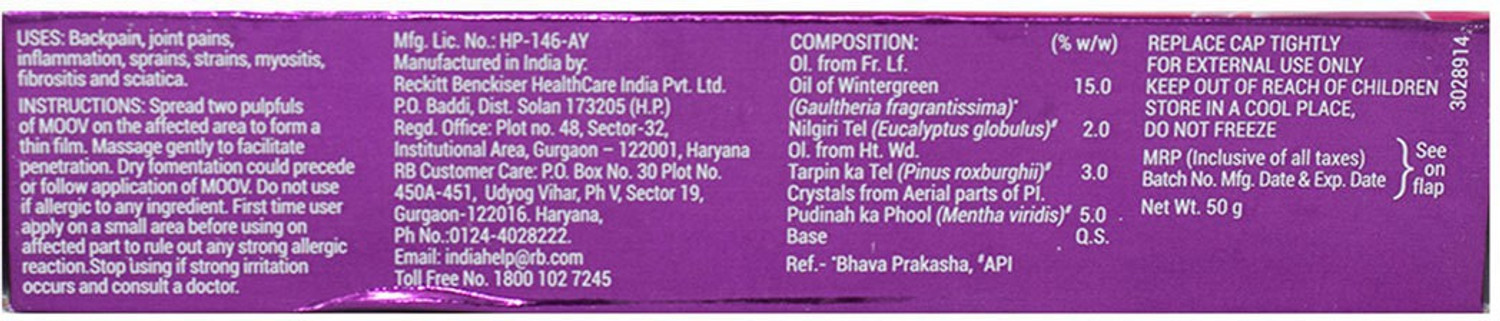 USES: Backpain, joint pains,
inflammation, sprains, strains, myositis,
fibrositis and sciatica.
INSTRUCTIONS: Spread two pulpfuls
of MOOV on the affected area to form a
thin film. Massage gently to facilitate
penetration. Dry fomentation could precede
or follow application of MOOV. Do not use
if allergic to any ingredient. First time user
apply on a small area before using on
affected part to rule out any strong allergic
reaction.Stop using if strong irritation
occurs and consult a doctor.
Mfg. Lic. No.: HP-146-AY
Manufactured in India by:
Reckitt Benckiser HealthCare India Pvt. Ltd.
P.O. Baddi, Dist. Solan 173205 (H.P.)
Regd. Office: Plot no. 48, Sector-32,
Institutional Area, Gurgaon – 122001, Haryana
RB Customer Care: P.O. Box No. 30 Plot No.
450A-451, Udyog Vihar, Ph V, Sector 19,
Gurgaon-122016. Haryana,
Ph No.:0124-4028222.
Email: indiahelp@rb.com
Toll Free No. 1800 102 7245
COMPOSITION: (% w/w)
Ol. from Fr. Lf.
Oil of Wintergreen 15.0
(Gaultheria fragrantissima)*
Nilgiri Tel (Eucalyptus globulus)# 2.0
Ol. from Ht. Wd.
Tarpin ka Tel (Pinus roxburghii)# 3.0
Crystals from Aerial parts of Pl.
Pudinah ka Phool (Mentha viridis)# 5.0
Base Q.S.
Ref.- *Bhava Prakasha, #API
REPLACE CAP TIGHTLY
FOR EXTERNAL USE ONLY
KEEP OUT OF REACH OF CHILDREN
STORE IN A COOL PLACE,
DO NOT FREEZE
MRP (Inclusive of all taxes)
Batch No. Mfg. Date & Exp. Date
See
on
flap
Net Wt. 50 g
3028914